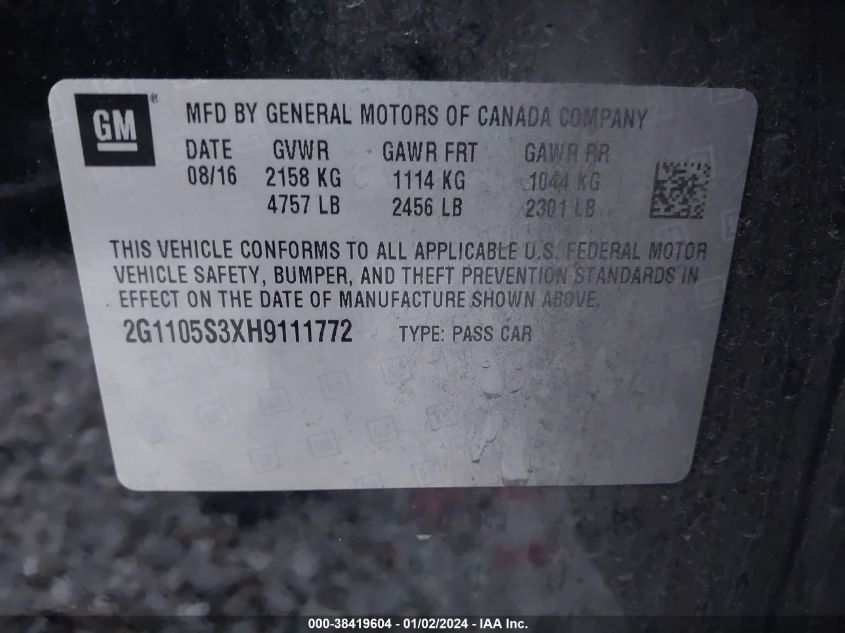 GM ®
MFD BY GENERAL MOTORS OF CANADA COMPANY
DATE GVWR GAWR FRT GAWR RR
08/16 2158 KG 1114 KG 1044 KG
4757 LB 2456 LB 2301 LB
THIS VEHICLE CONFORMS TO ALL APPLICABLE U.S. FEDERAL MOTOR
VEHICLE SAFETY, BUMPER, AND THEFT PREVENTION STANDARDS IN
EFFECT ON THE DATE OF MANUFACTURE SHOWN ABOVE.
2G1105S3XH9111772 TYPE: PASS CAR
000-38419604 - 01/02/2024 - IAA Inc.